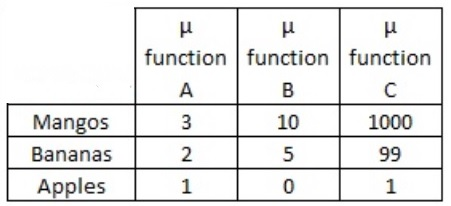 μ μ μ
function function function
A B C
Mangos 3 10 1000
Bananas 2 5 99
Apples 1 0 1